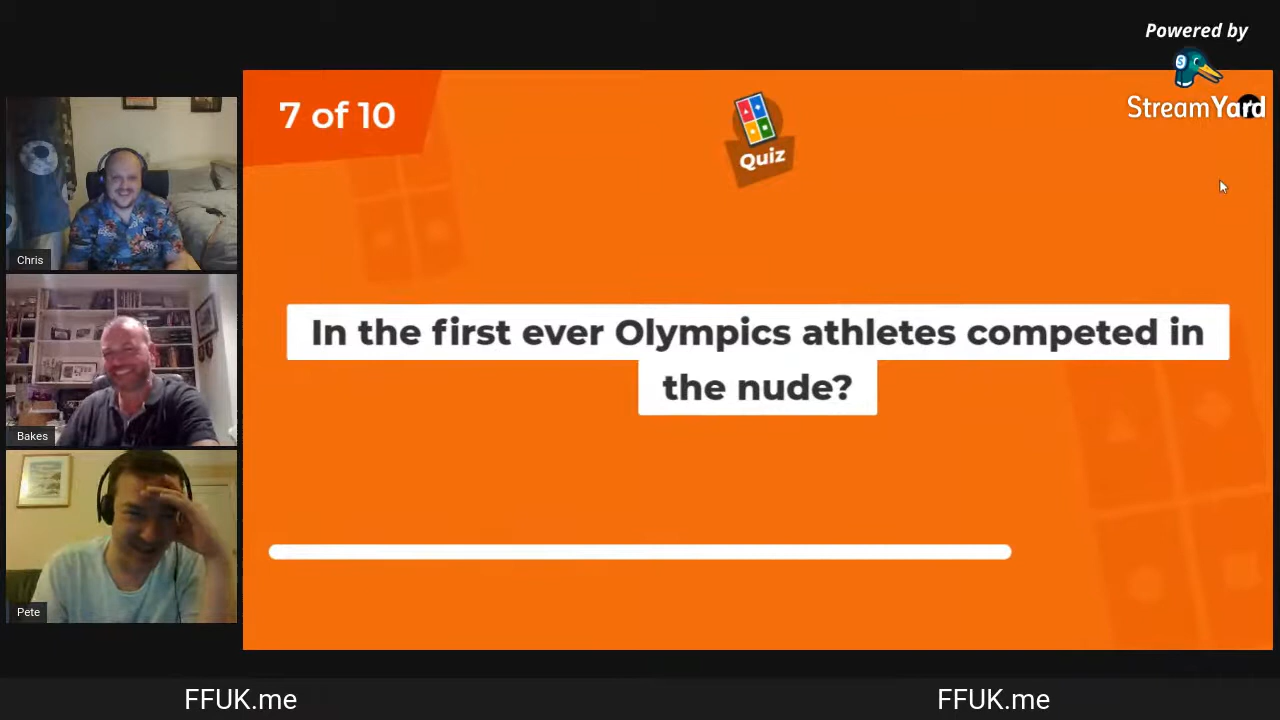 Powered by
StreamYard
7 of 10
Quiz
In the first ever Olympics athletes competed in
the nude?
Chris
Bakes
Pete
FFUK.me
FFUK.me